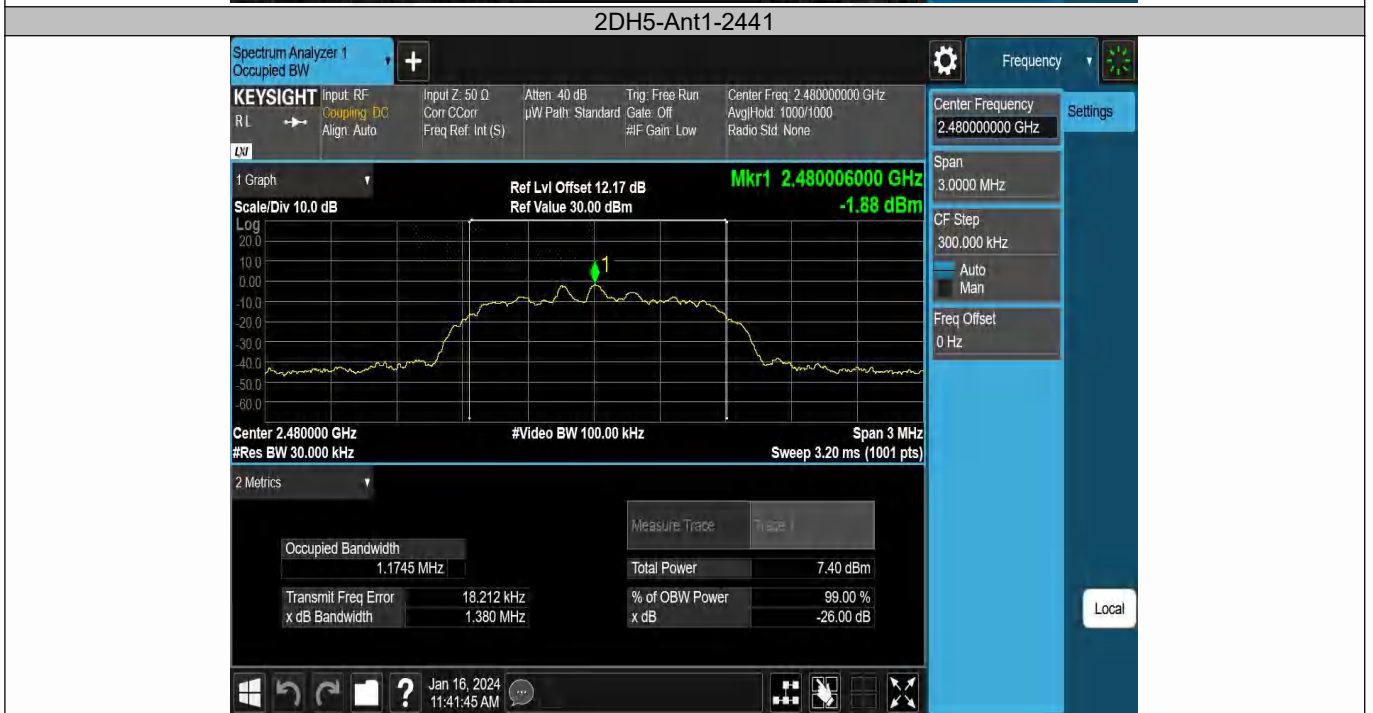 2DH5-Ant1-2441
Spectrum Analyzer 1
Occupied BW
+
Frequency
KEYSIGHT
RL
LXI
Input: RF
Coupling: DC
Align: Auto
Input Z: 50 Ω
Corr CCorr
Freq Ref: Int (S)
Atten: 40 dB
µW Path: Standard
Trig: Free Run
Gate: Off
#IF Gain: Low
Center Freq: 2.480000000 GHz
Avg|Hold: 1000/1000
Radio Std: None
Center Frequency
2.480000000 GHz
Settings
Span
3.0000 MHz
CF Step
300.000 kHz
Auto
Man
Freq Offset
0 Hz
1 Graph
Scale/Div 10.0 dB
Ref Lvl Offset 12.17 dB
Ref Value 30.00 dBm
Mkr1 2.480006000 GHz
-1.88 dBm
Log
20.0
10.0
0.00
-10.0
-20.0
-30.0
-40.0
-50.0
-60.0
1
Center 2.480000 GHz
#Video BW 100.00 kHz
Span 3 MHz
#Res BW 30.000 kHz
Sweep 3.20 ms (1001 pts)
2 Metrics
Measure Trace
Trace 1
Occupied Bandwidth
1.1745 MHz
Total Power 7.40 dBm
Transmit Freq Error 18.212 kHz
% of OBW Power 99.00 %
x dB Bandwidth 1.380 MHz
x dB -26.00 dB
Local
?
Jan 16, 2024
11:41:45 AM